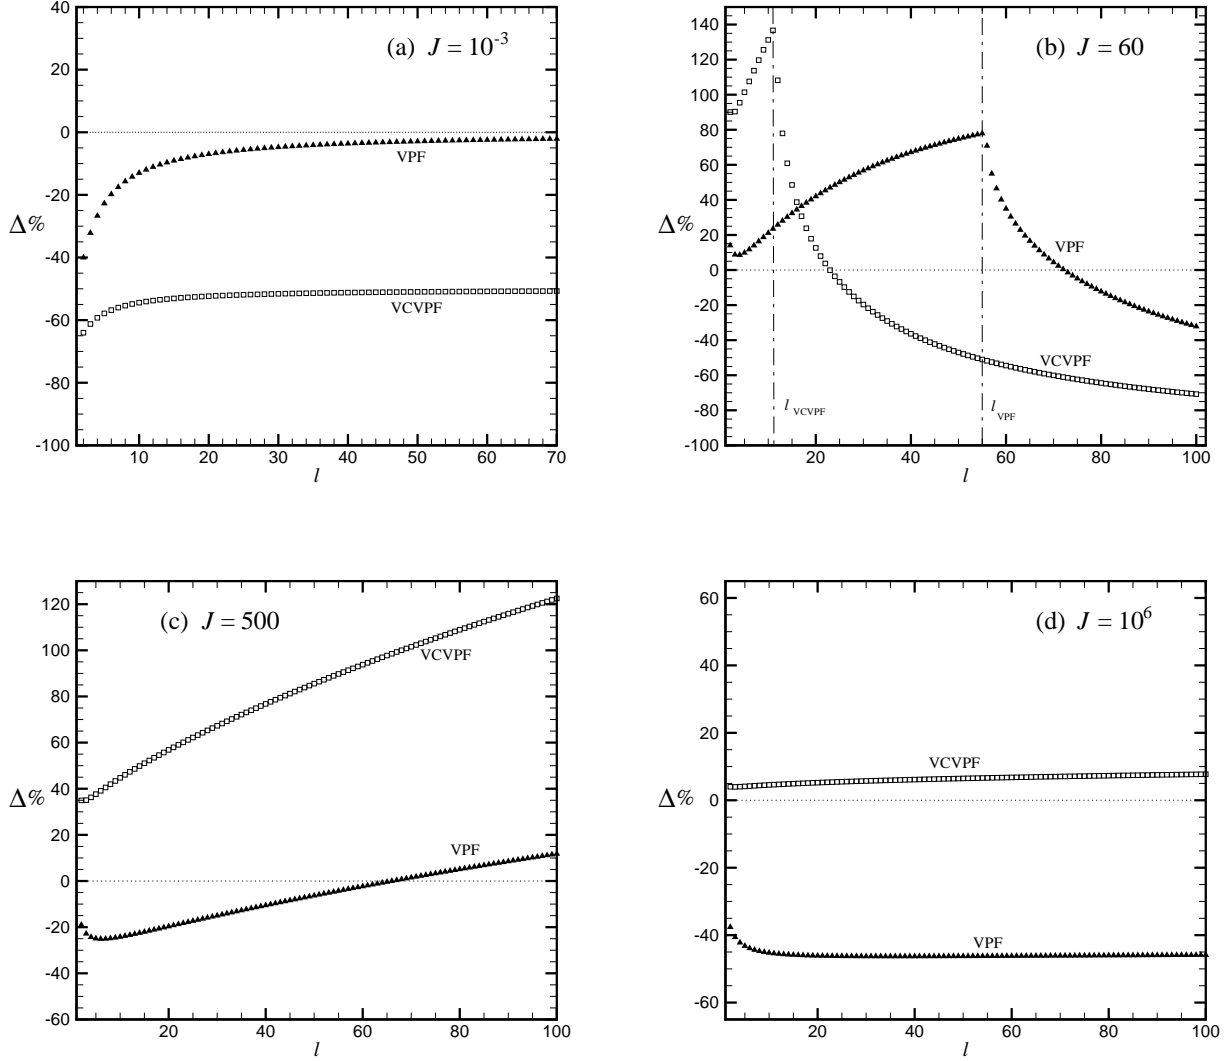 (a) J = 10⁻³
40
20
0
-20
-40
-60
-80
-100
Δ%
VPF
VCVPF
10 20 30 40 50 60 70
l
(b) J = 60
140
120
100
80
60
40
20
0
-20
-40
-60
-80
-100
Δ%
VPF
VCVPF
l VCVPF
l VPF
20 40 60 80 100
l
(c) J = 500
120
100
80
60
40
20
0
-20
-40
-60
Δ%
VCVPF
VPF
20 40 60 80 100
l
(d) J = 10⁶
60
40
20
0
-20
-40
-60
Δ%
VCVPF
VPF
20 40 60 80 100
l